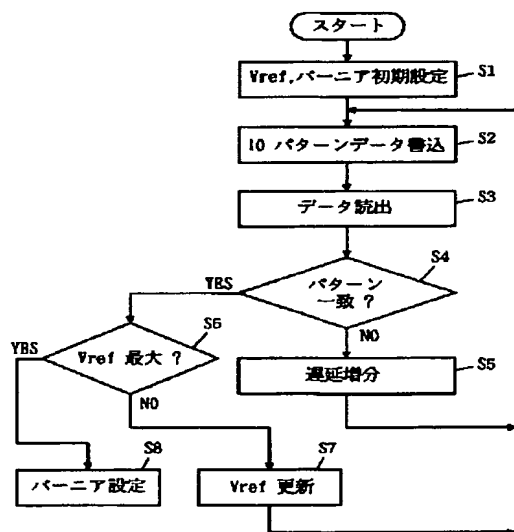 スタート
Vref,バーニア初期設定
S1
IO パターンデータ書込
S2
データ読出
S3
パターン
一致 ?
S4
YES
NO
Vref 最大 ?
S6
YES
NO
遅延増分
S5
バーニア設定
S8
Vref 更新
S7